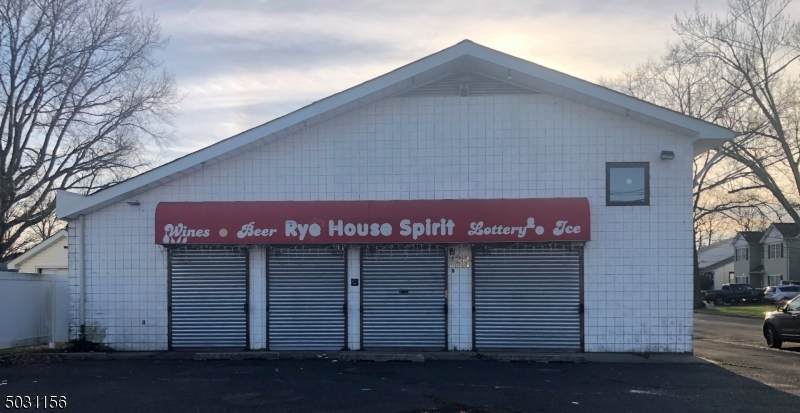 Wines • Beer Rye House Spirit Lottery • Ice
5031156